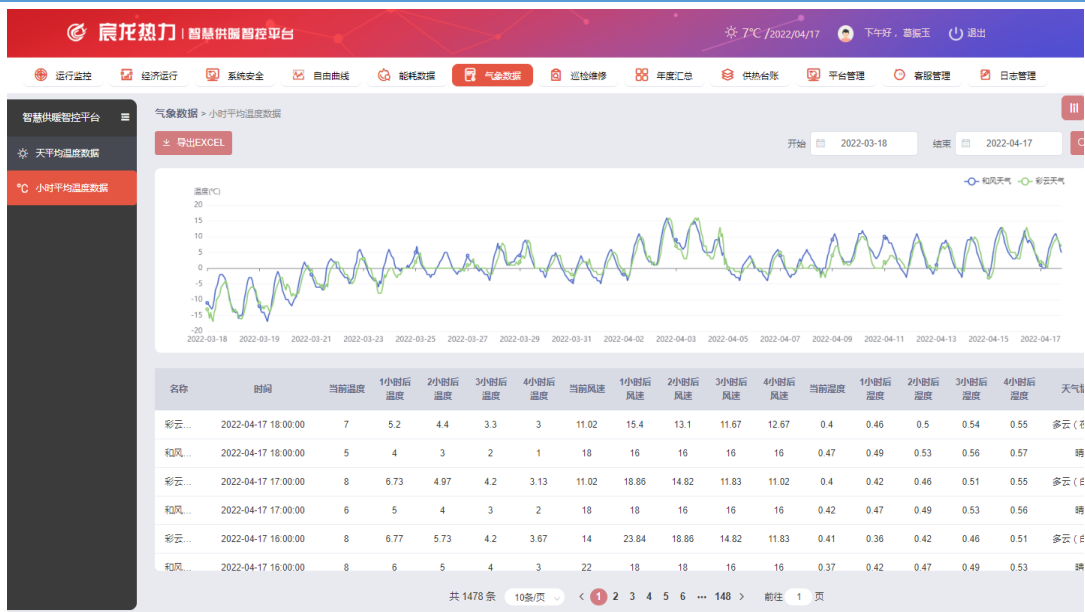 宸龙热力 智慧供暖智控平台 7℃ /2022/04/17 下午好，葛振玉 退出
运行监控 经济运行 系统安全 自由曲线 能耗数据 气象数据 巡检维修 年度汇总 供热台账 平台管理 客服管理 日志管理
智慧供暖智控平台
天平均温度数据
℃ 小时平均温度数据
气象数据 > 小时平均温度数据
导出EXCEL 开始 2022-03-18 结束 2022-04-17
和风天气 彩云天气
温度(℃)
20
15
10
5
0
-5
-10
-15
-20
2022-03-18 2022-03-19 2022-03-21 2022-03-22 2022-03-23 2022-03-25 2022-03-27 2022-03-29 2022-03-31 2022-04-02 2022-04-03 2022-04-05 2022-04-07 2022-04-09 2022-04-11 2022-04-13 2022-04-15 2022-04-17
名称 时间 当前温度 1小时后温度 2小时后温度 3小时后温度 4小时后温度 当前风速 1小时后风速 2小时后风速 3小时后风速 4小时后风速 当前湿度 1小时后湿度 2小时后湿度 3小时后湿度 4小时后湿度 天气
彩云... 2022-04-17 18:00:00 7 5.2 4.4 3.3 3 11.02 15.4 13.1 11.67 12.67 0.4 0.46 0.5 0.54 0.55 多云（
和风... 2022-04-17 18:00:00 5 4 3 2 1 18 16 16 16 16 0.47 0.49 0.53 0.56 0.57 晴
彩云... 2022-04-17 17:00:00 8 6.73 4.97 4.2 3.13 11.02 18.86 14.82 11.83 11.02 0.4 0.42 0.46 0.51 0.55 多云（
和风... 2022-04-17 17:00:00 6 5 4 3 2 18 18 16 16 16 0.42 0.47 0.49 0.53 0.56 晴
彩云... 2022-04-17 16:00:00 8 6.77 5.73 4.2 3.67 14 23.84 18.86 14.82 11.83 0.41 0.36 0.42 0.46 0.51 多云（
和风... 2022-04-17 16:00:00 8 6 5 4 3 22 18 18 16 16 0.37 0.42 0.47 0.49 0.53
共 1478 条 10条/页 < 1 2 3 4 5 6 ••• 148 > 前往 1 页